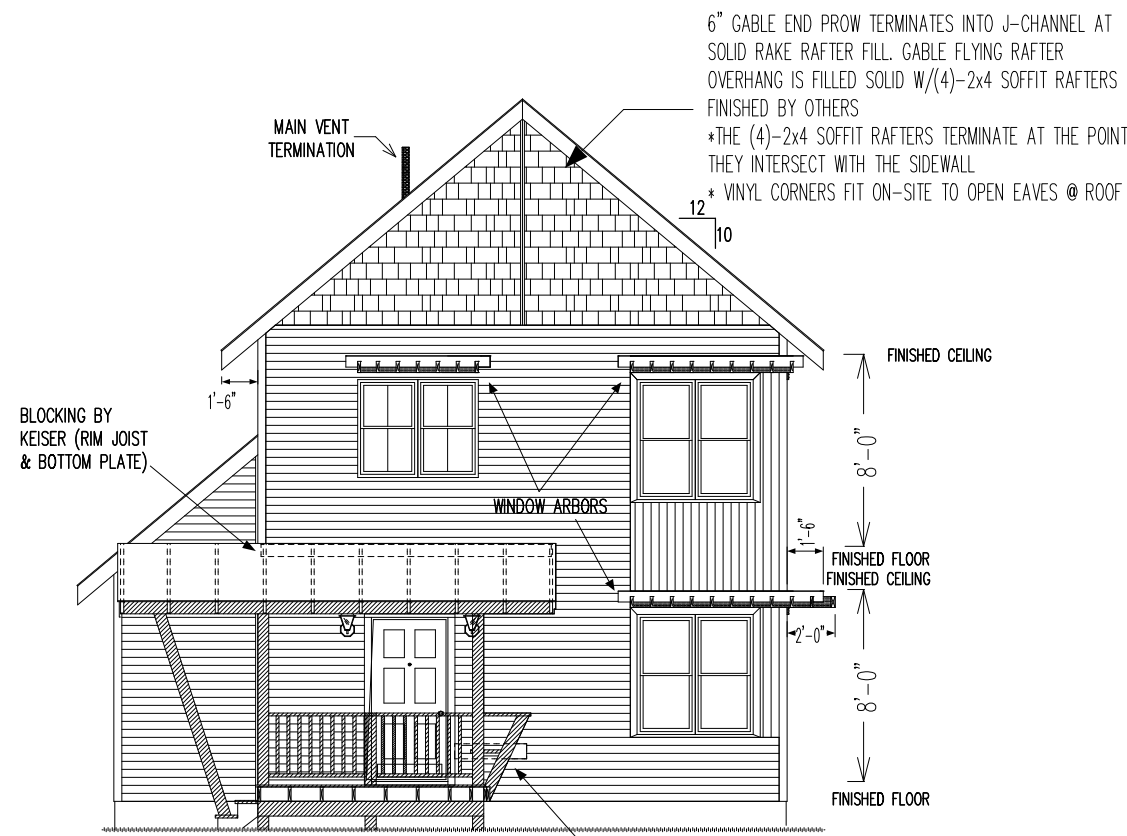 6" GABLE END PROW TERMINATES INTO J-CHANNEL AT
SOLID RAKE RAFTER FILL. GABLE FLYING RAFTER
OVERHANG IS FILLED SOLID W/(4)-2x4 SOFFIT RAFTERS
FINISHED BY OTHERS
*THE (4)-2x4 SOFFIT RAFTERS TERMINATE AT THE POINT
THEY INTERSECT WITH THE SIDEWALL
* VINYL CORNERS FIT ON-SITE TO OPEN EAVES @ ROOF
MAIN VENT
TERMINATION
12
10
FINISHED CEILING
1'-6"
BLOCKING BY
KEISER (RIM JOIST
& BOTTOM PLATE)
8'-0"
WINDOW ARBORS
1'-6"
FINISHED FLOOR
FINISHED CEILING
2'-0"
8'-0"
FINISHED FLOOR